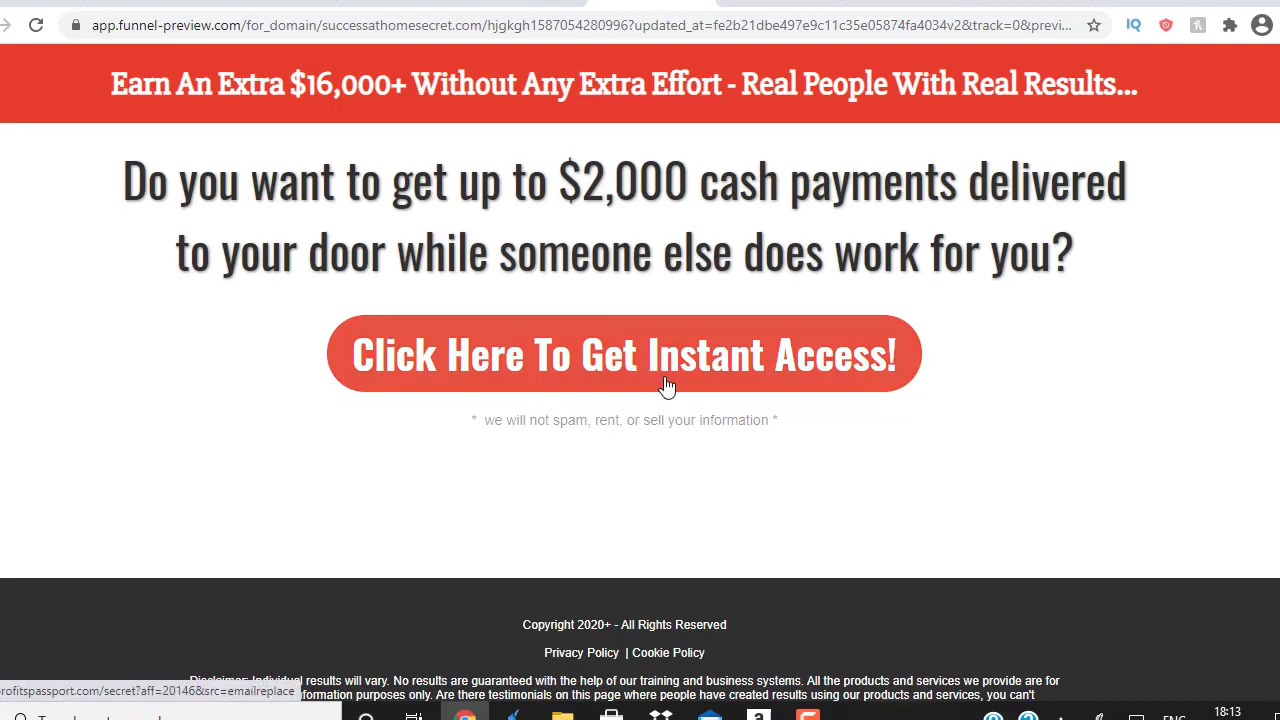 app.funnel-preview.com/for_domain/successathomesecret.com/hjgkgh1587054280996?updated_at=fe2b21dbe497e9c11c35e05874fa4034v2&track=0&previ...
IQ
Earn An Extra $16,000+ Without Any Extra Effort - Real People With Real Results...
Do you want to get up to $2,000 cash payments delivered
to your door while someone else does work for you?
Click Here To Get Instant Access!
* we will not spam, rent, or sell your information *
Copyright 2020+ - All Rights Reserved
Privacy Policy | Cookie Policy
Disclaimer: Individual results will vary. No results are guaranteed with the help of our training and business systems. All the products and services we provide are for
information purposes only. Are there testimonials on this page where people have created results using our products and services, you can't
rofitspassport.com/secret?aff=20146&src=emailreplace
18:13